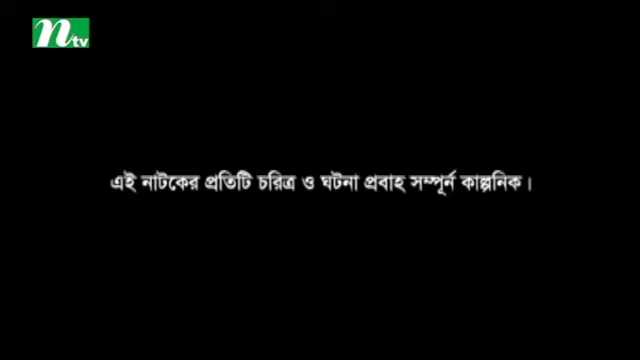 ntv
এই নাটকের প্রতিটি চরিত্র ও ঘটনা প্রবাহ সম্পূর্ন কাল্পনিক।